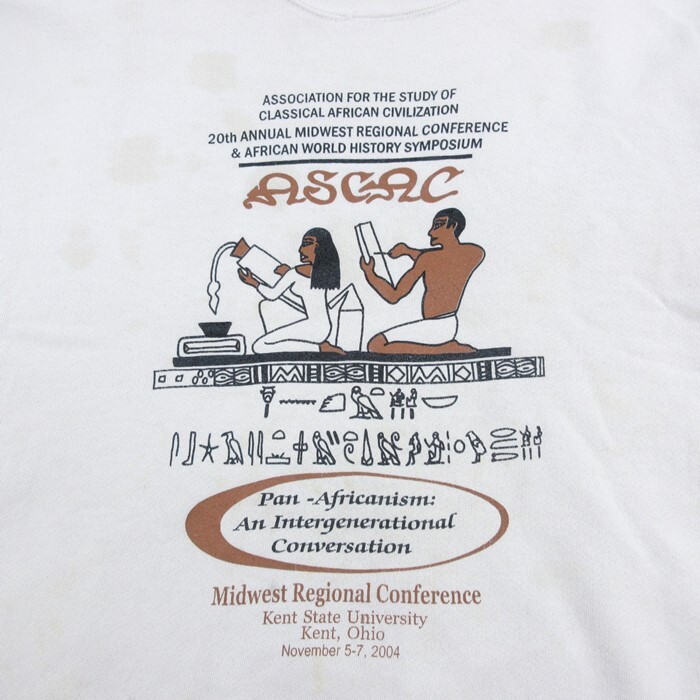 ASSOCIATION FOR THE STUDY OF
CLASSICAL AFRICAN CIVILIZATION
20th ANNUAL MIDWEST REGIONAL CONFERENCE
& AFRICAN WORLD HISTORY SYMPOSIUM
ASCAC
Pan -Africanism:
An Intergenerational
Conversation
Midwest Regional Conference
Kent State University
Kent, Ohio
November 5-7, 2004